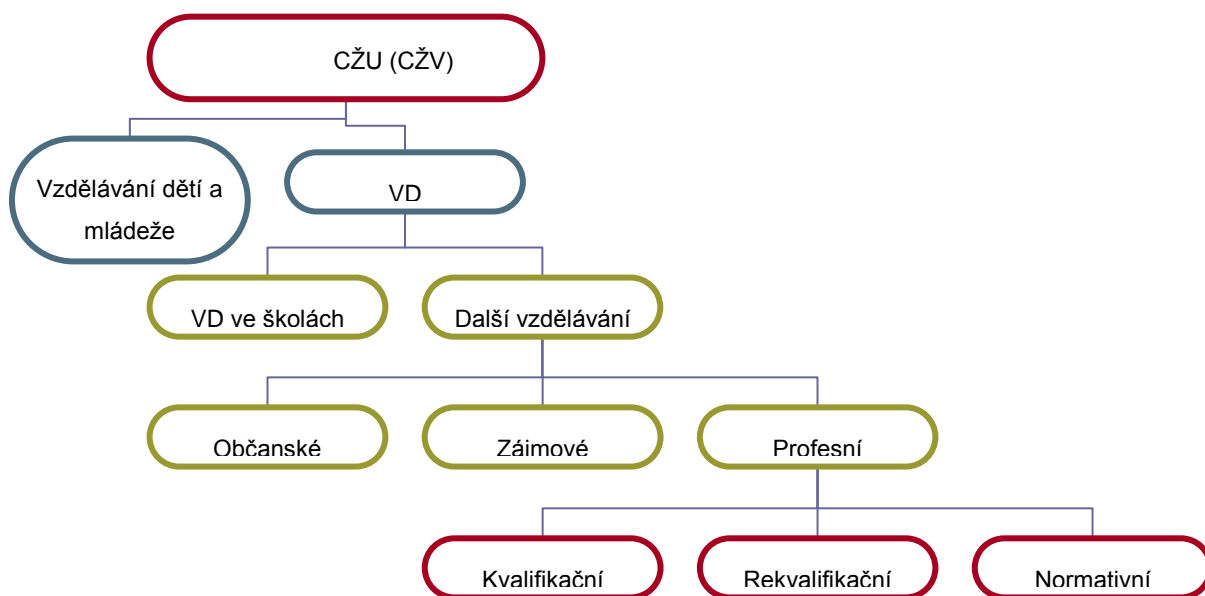 CŽU (CŽV)
Vzdělávání dětí a
mládeže
VD
VD ve školách
Další vzdělávání
Občanské
Zájmové
Profesní
Kvalifikační
Rekvalifikační
Normativní